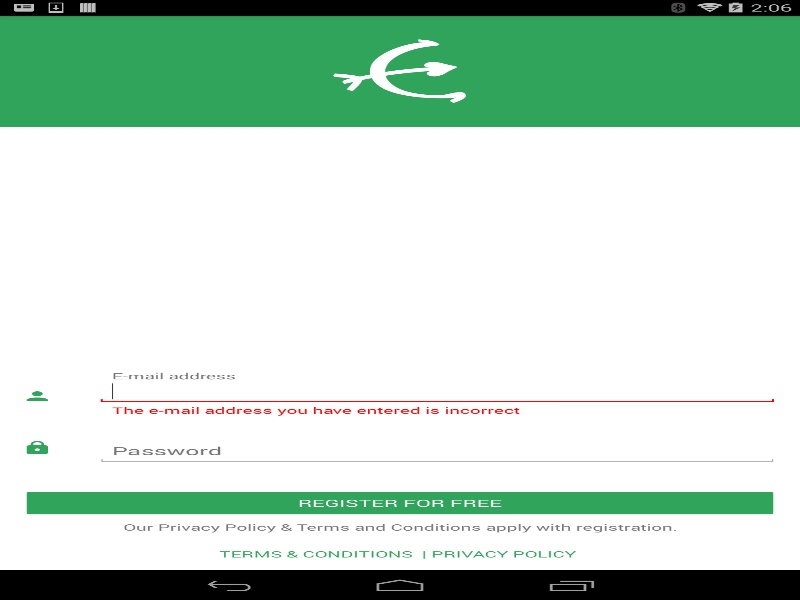 2:06
E-mail address
The e-mail address you have entered is incorrect
Password
REGISTER FOR FREE
Our Privacy Policy & Terms and Conditions apply with registration.
TERMS & CONDITIONS | PRIVACY POLICY